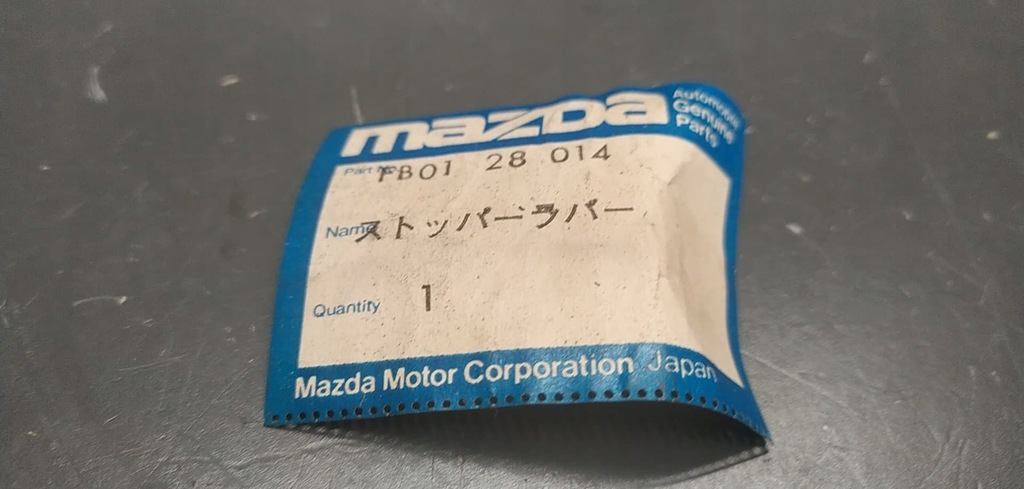 mazda
Automobile
Genuine
Parts
Part No. FB01 28 014
Name ストッパーラバー
Quantity 1
Mazda Motor Corporation Japan